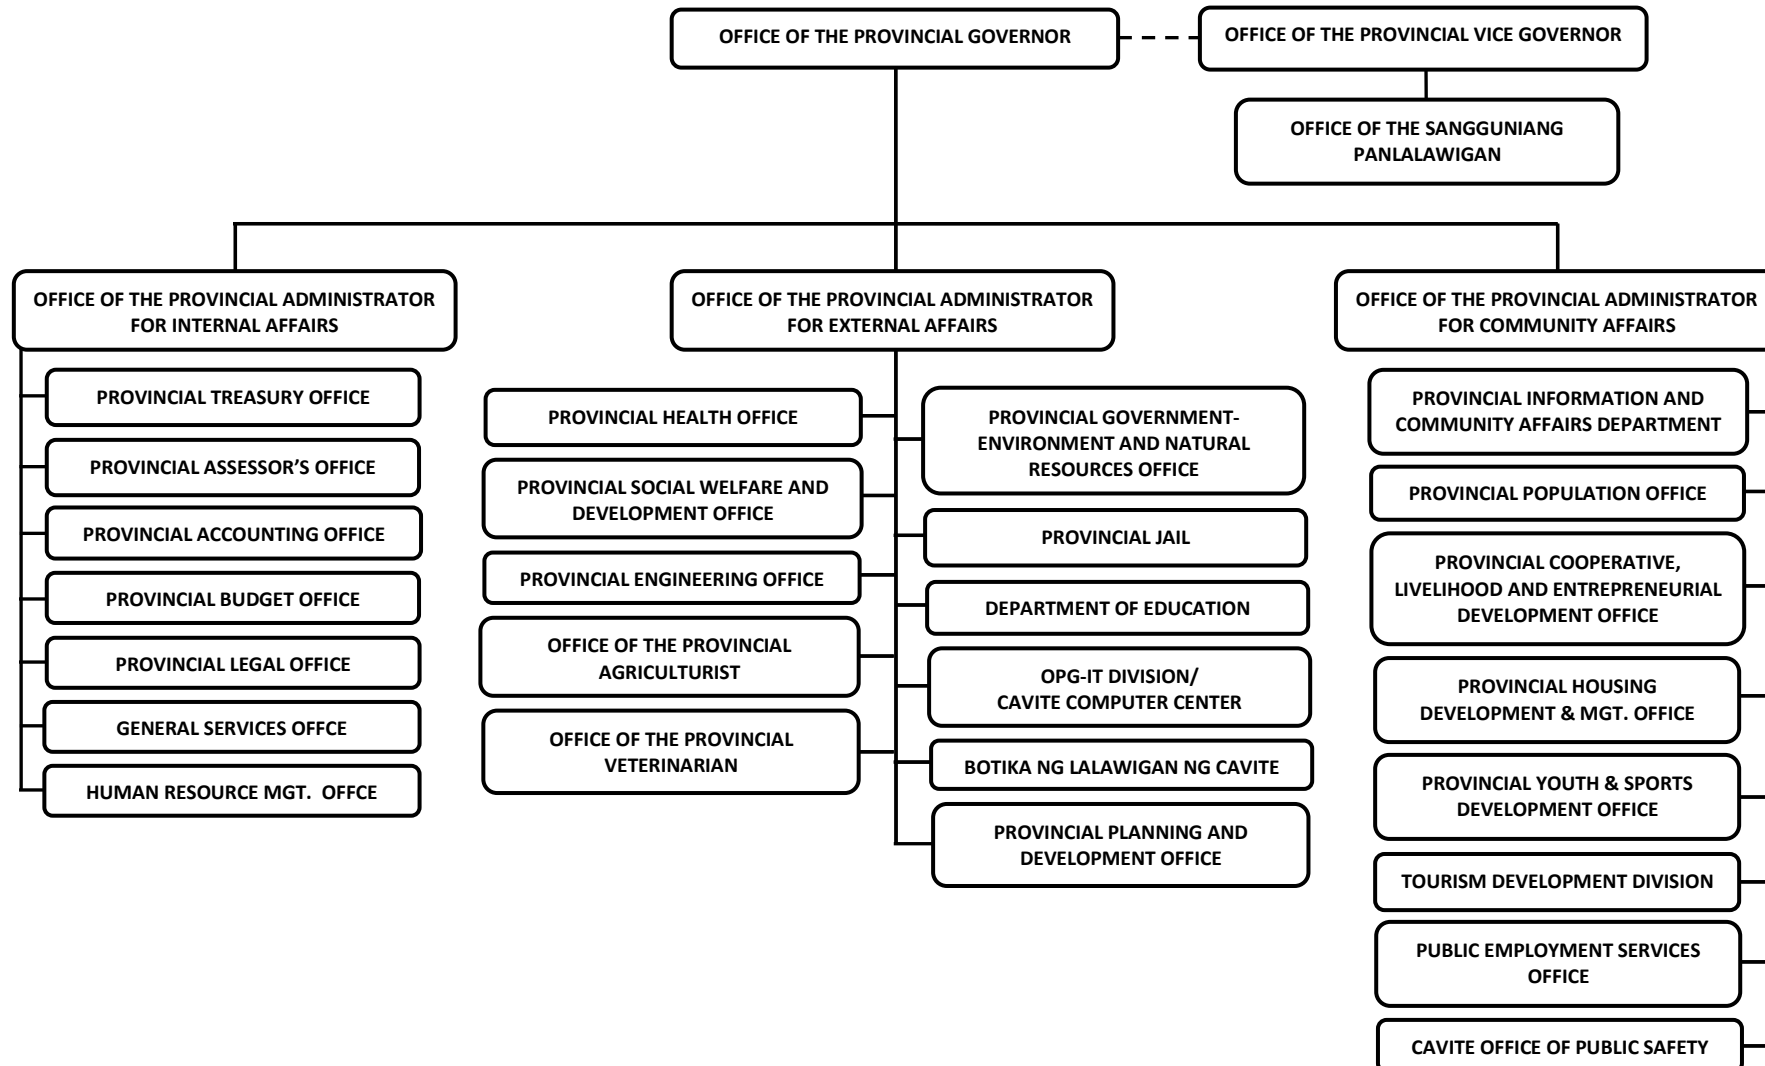 OFFICE OF THE PROVINCIAL GOVERNOR
OFFICE OF THE PROVINCIAL VICE GOVERNOR
OFFICE OF THE SANGGUNIANG
PANLALAWIGAN
OFFICE OF THE PROVINCIAL ADMINISTRATOR
FOR INTERNAL AFFAIRS
PROVINCIAL TREASURY OFFICE
PROVINCIAL ASSESSOR’S OFFICE
PROVINCIAL ACCOUNTING OFFICE
PROVINCIAL BUDGET OFFICE
PROVINCIAL LEGAL OFFICE
GENERAL SERVICES OFFCE
HUMAN RESOURCE MGT. OFFCE
OFFICE OF THE PROVINCIAL ADMINISTRATOR
FOR EXTERNAL AFFAIRS
PROVINCIAL HEALTH OFFICE
PROVINCIAL SOCIAL WELFARE AND
DEVELOPMENT OFFICE
PROVINCIAL ENGINEERING OFFICE
OFFICE OF THE PROVINCIAL
AGRICULTURIST
OFFICE OF THE PROVINCIAL
VETERINARIAN
PROVINCIAL GOVERNMENT-
ENVIRONMENT AND NATURAL
RESOURCES OFFICE
PROVINCIAL JAIL
DEPARTMENT OF EDUCATION
OPG-IT DIVISION/
CAVITE COMPUTER CENTER
BOTIKA NG LALAWIGAN NG CAVITE
PROVINCIAL PLANNING AND
DEVELOPMENT OFFICE
OFFICE OF THE PROVINCIAL ADMINISTRATOR
FOR COMMUNITY AFFAIRS
PROVINCIAL INFORMATION AND
COMMUNITY AFFAIRS DEPARTMENT
PROVINCIAL POPULATION OFFICE
PROVINCIAL COOPERATIVE,
LIVELIHOOD AND ENTREPRENEURIAL
DEVELOPMENT OFFICE
PROVINCIAL HOUSING
DEVELOPMENT & MGT. OFFICE
PROVINCIAL YOUTH & SPORTS
DEVELOPMENT OFFICE
TOURISM DEVELOPMENT DIVISION
PUBLIC EMPLOYMENT SERVICES
OFFICE
CAVITE OFFICE OF PUBLIC SAFETY